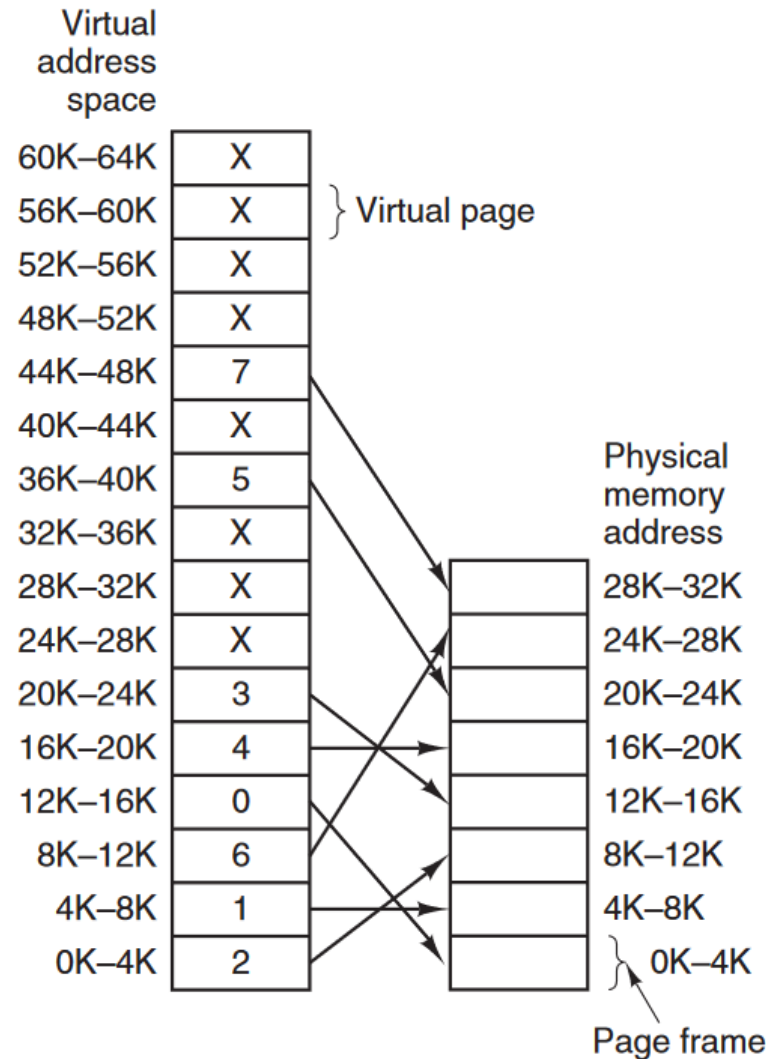 Virtual
address
space
60K–64K X
56K–60K X Virtual page
52K–56K X
48K–52K X
44K–48K 7
40K–44K X
36K–40K 5
32K–36K X
28K–32K X
24K–28K X
20K–24K 3
16K–20K 4
12K–16K 0
8K–12K 6
4K–8K 1
0K–4K 2
Physical
memory
address
28K–32K
24K–28K
20K–24K
16K–20K
12K–16K
8K–12K
4K–8K
0K–4K
Page frame